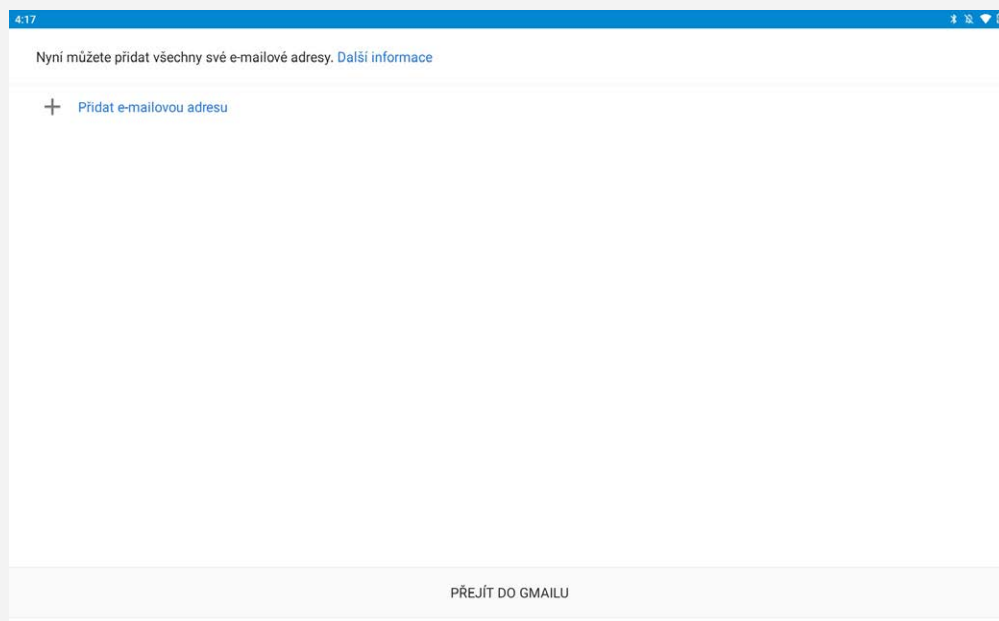 4:17
Nyní můžete přidat všechny své e-mailové adresy. Další informace
Přidat e-mailovou adresu
PŘEJÍT DO GMAILU